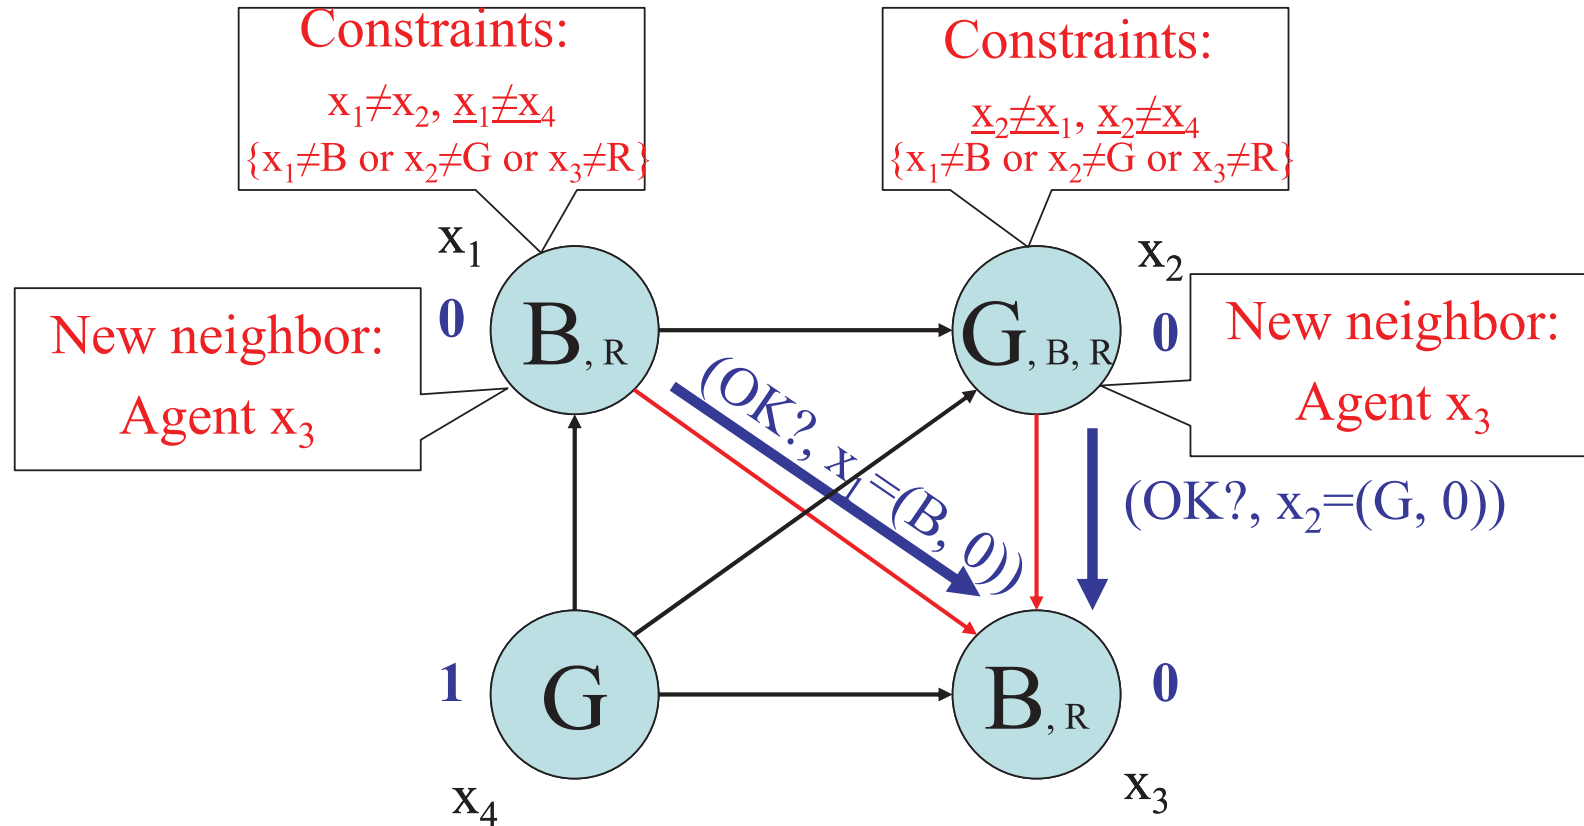 Constraints:
x₁≠x₂, x₁≠x₄
{x₁≠B or x₂≠G or x₃≠R}
Constraints:
x₂≠x₁, x₂≠x₄
{x₁≠B or x₂≠G or x₃≠R}
x₁
x₂
New neighbor:
Agent x₃
0
B, R
G, B, R
0
New neighbor:
Agent x₃
(OK?, x₁=(B, 0))
(OK?, x₂=(G, 0))
1
G
B, R
0
x₄
x₃